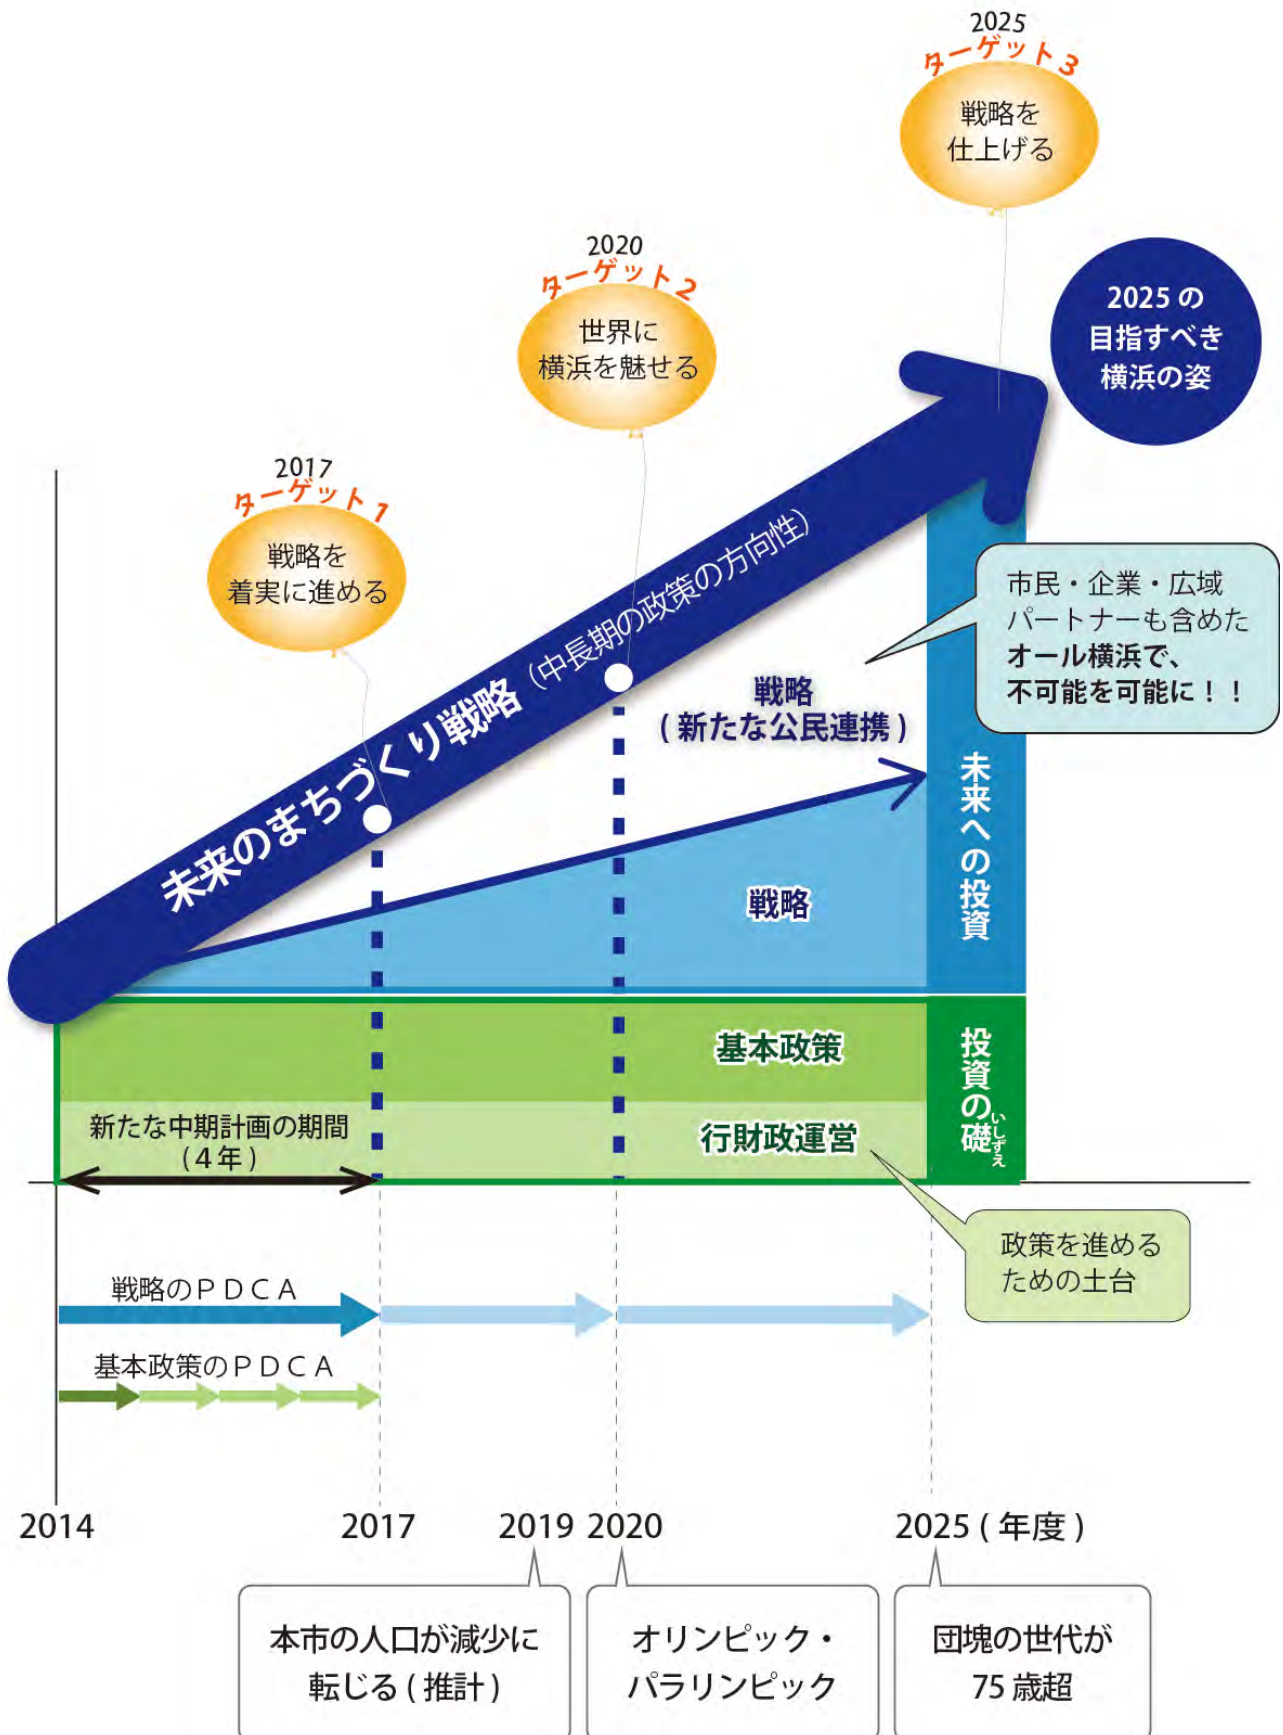 2025
ターゲット3
戦略を
仕上げる
2020
ターゲット2
世界に
横浜を魅せる
2025 の
目指すべき
横浜の姿
2017
ターゲット1
戦略を
着実に進める
未来のまちづくり戦略(中長期の政策の方向性)
市民・企業・広域
パートナーも含めた
オール横浜で、
不可能を可能に!!
戦略
(新たな公民連携)
未来への投資
戦略
基本政策
投資の礎
いしずえ
新たな中期計画の期間
(4年)
行財政運営
政策を進める
ための土台
戦略のPDCA
基本政策のPDCA
2014
2017
2019
2020
2025(年度)
本市の人口が減少に
転じる(推計)
オリンピック・
パラリンピック
団塊の世代が
75歳超